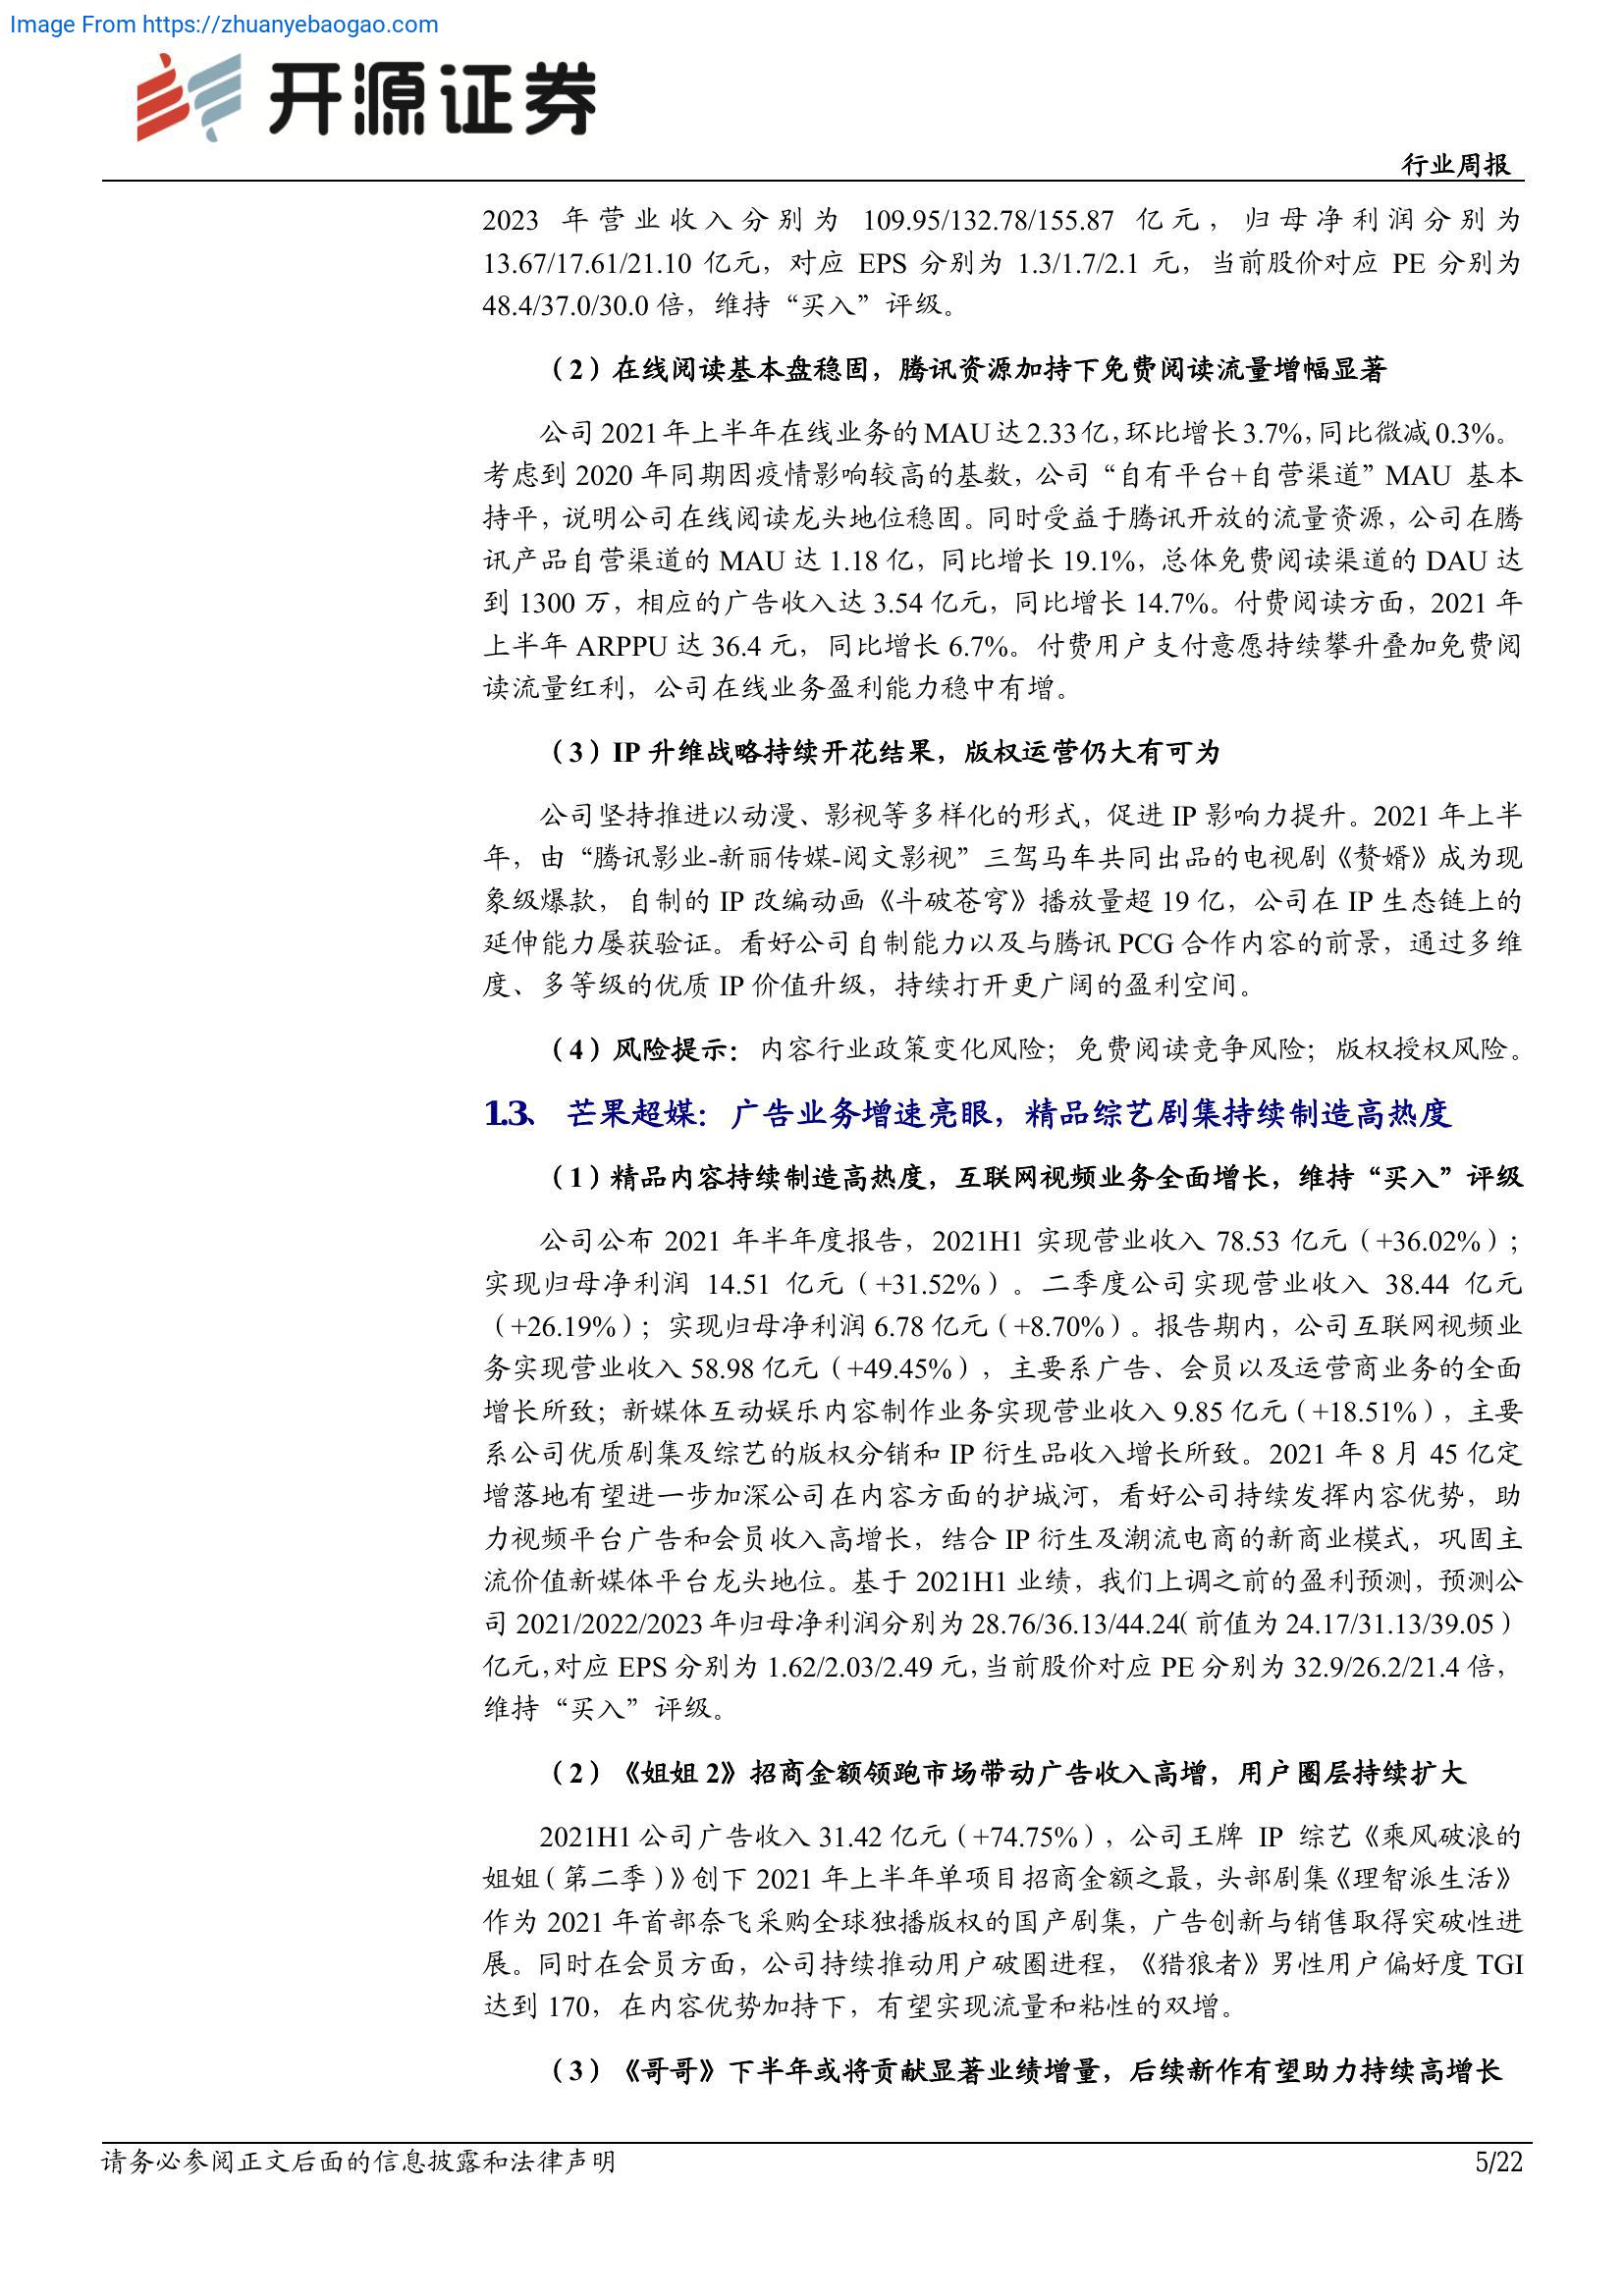 Image From https://zhuanyebaogao.com
开源证券
行业周报
2023 年营业收入分别为 109.95/132.78/155.87 亿元，归母净利润分别为
13.67/17.61/21.10 亿元，对应 EPS 分别为 1.3/1.7/2.1 元，当前股价对应 PE 分别为
48.4/37.0/30.0 倍，维持“买入”评级。
（2）在线阅读基本盘稳固，腾讯资源加持下免费阅读流量增幅显著
公司 2021 年上半年在线业务的 MAU 达 2.33 亿，环比增长 3.7%，同比微减 0.3%。
考虑到 2020 年同期因疫情影响较高的基数，公司“自有平台+自营渠道”MAU 基本
持平，说明公司在线阅读龙头地位稳固。同时受益于腾讯开放的流量资源，公司在腾
讯产品自营渠道的 MAU 达 1.18 亿，同比增长 19.1%，总体免费阅读渠道的 DAU 达
到 1300 万，相应的广告收入达 3.54 亿元，同比增长 14.7%。付费阅读方面，2021 年
上半年 ARPPU 达 36.4 元，同比增长 6.7%。付费用户支付意愿持续攀升叠加免费阅
读流量红利，公司在线业务盈利能力稳中有增。
（3）IP 升维战略持续开花结果，版权运营仍大有可为
公司坚持推进以动漫、影视等多样化的形式，促进 IP 影响力提升。2021 年上半
年，由“腾讯影业-新丽传媒-阅文影视”三驾马车共同出品的电视剧《赘婿》成为现
象级爆款，自制的 IP 改编动画《斗破苍穹》播放量超 19 亿，公司在 IP 生态链上的
延伸能力屡获验证。看好公司自制能力以及与腾讯 PCG 合作内容的前景，通过多维
度、多等级的优质 IP 价值升级，持续打开更广阔的盈利空间。
（4）风险提示：内容行业政策变化风险；免费阅读竞争风险；版权授权风险。
1.3、 芒果超媒：广告业务增速亮眼，精品综艺剧集持续制造高热度
（1）精品内容持续制造高热度，互联网视频业务全面增长，维持“买入”评级
公司公布 2021 年半年度报告，2021H1 实现营业收入 78.53 亿元（+36.02%）；
实现归母净利润 14.51 亿元（+31.52%）。二季度公司实现营业收入 38.44 亿元
（+26.19%）；实现归母净利润 6.78 亿元（+8.70%）。报告期内，公司互联网视频业
务实现营业收入 58.98 亿元（+49.45%），主要系广告、会员以及运营商业务的全面
增长所致；新媒体互动娱乐内容制作业务实现营业收入 9.85 亿元（+18.51%），主要
系公司优质剧集及综艺的版权分销和 IP 衍生品收入增长所致。2021 年 8 月 45 亿定
增落地有望进一步加深公司在内容方面的护城河，看好公司持续发挥内容优势，助
力视频平台广告和会员收入高增长，结合 IP 衍生及潮流电商的新商业模式，巩固主
流价值新媒体平台龙头地位。基于 2021H1 业绩，我们上调之前的盈利预测，预测公
司 2021/2022/2023 年归母净利润分别为 28.76/36.13/44.24（前值为 24.17/31.13/39.05）
亿元，对应 EPS 分别为 1.62/2.03/2.49 元，当前股价对应 PE 分别为 32.9/26.2/21.4 倍，
维持“买入”评级。
（2）《姐姐 2》招商金额领跑市场带动广告收入高增，用户圈层持续扩大
2021H1 公司广告收入 31.42 亿元（+74.75%），公司王牌 IP 综艺《乘风破浪的
姐姐（第二季）》创下 2021 年上半年单项目招商金额之最，头部剧集《理智派生活》
作为 2021 年首部奈飞采购全球独播版权的国产剧集，广告创新与销售取得突破性进
展。同时在会员方面，公司持续推动用户破圈进程，《猎狼者》男性用户偏好度 TGI
达到 170，在内容优势加持下，有望实现流量和粘性的双增。
（3）《哥哥》下半年或将贡献显著业绩增量，后续新作有望助力持续高增长
请务必参阅正文后面的信息披露和法律声明
5/22